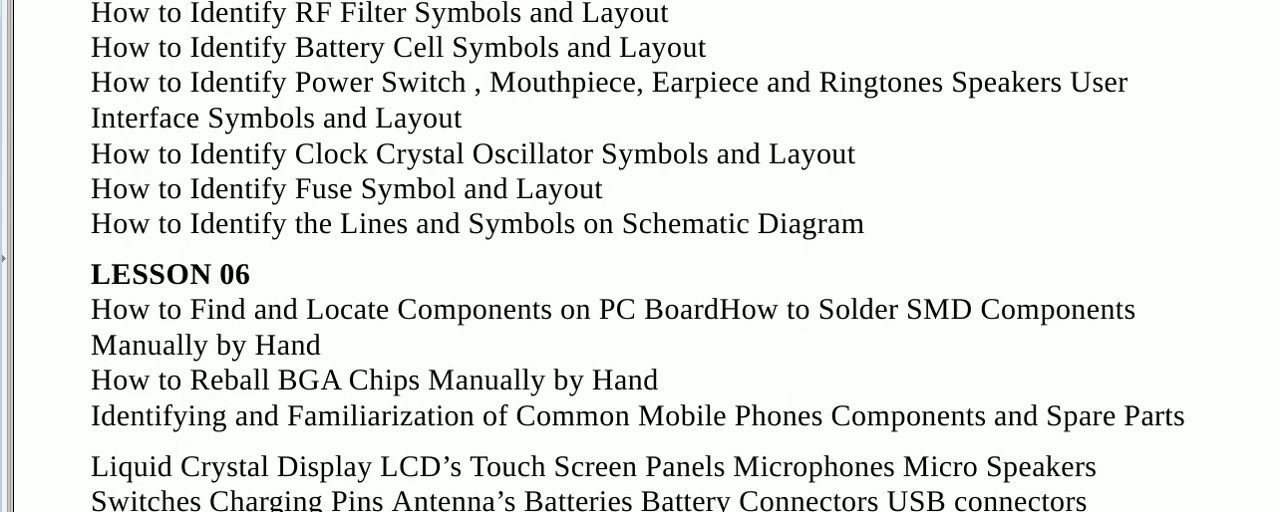 How to Identify RF Filter Symbols and Layout
How to Identify Battery Cell Symbols and Layout
How to Identify Power Switch , Mouthpiece, Earpiece and Ringtones Speakers User
Interface Symbols and Layout
How to Identify Clock Crystal Oscillator Symbols and Layout
How to Identify Fuse Symbol and Layout
How to Identify the Lines and Symbols on Schematic Diagram
LESSON 06
How to Find and Locate Components on PC BoardHow to Solder SMD Components
Manually by Hand
How to Reball BGA Chips Manually by Hand
Identifying and Familiarization of Common Mobile Phones Components and Spare Parts
Liquid Crystal Display LCD’s Touch Screen Panels Microphones Micro Speakers
Switches Charging Pins Antenna’s Batteries Battery Connectors USB connectors